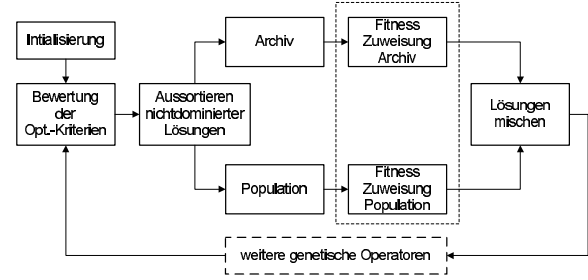 Intialisierung
Bewertung
der
Opt.-Kriterien
Aussortieren
nichtdominierter
Lösungen
Archiv
Fitness
Zuweisung
Archiv
Population
Fitness
Zuweisung
Population
Lösungen
mischen
weitere genetische Operatoren